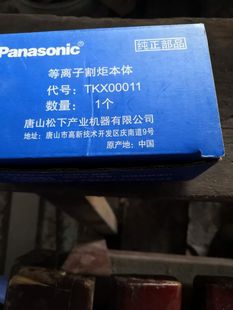 Panasonic
纯正部品
等离子割炬本体
代号：TKX00011
数量：1个
唐山松下产业机器有限公司
地址：唐山市高新技术开发区庆南道9号
原产地：中国